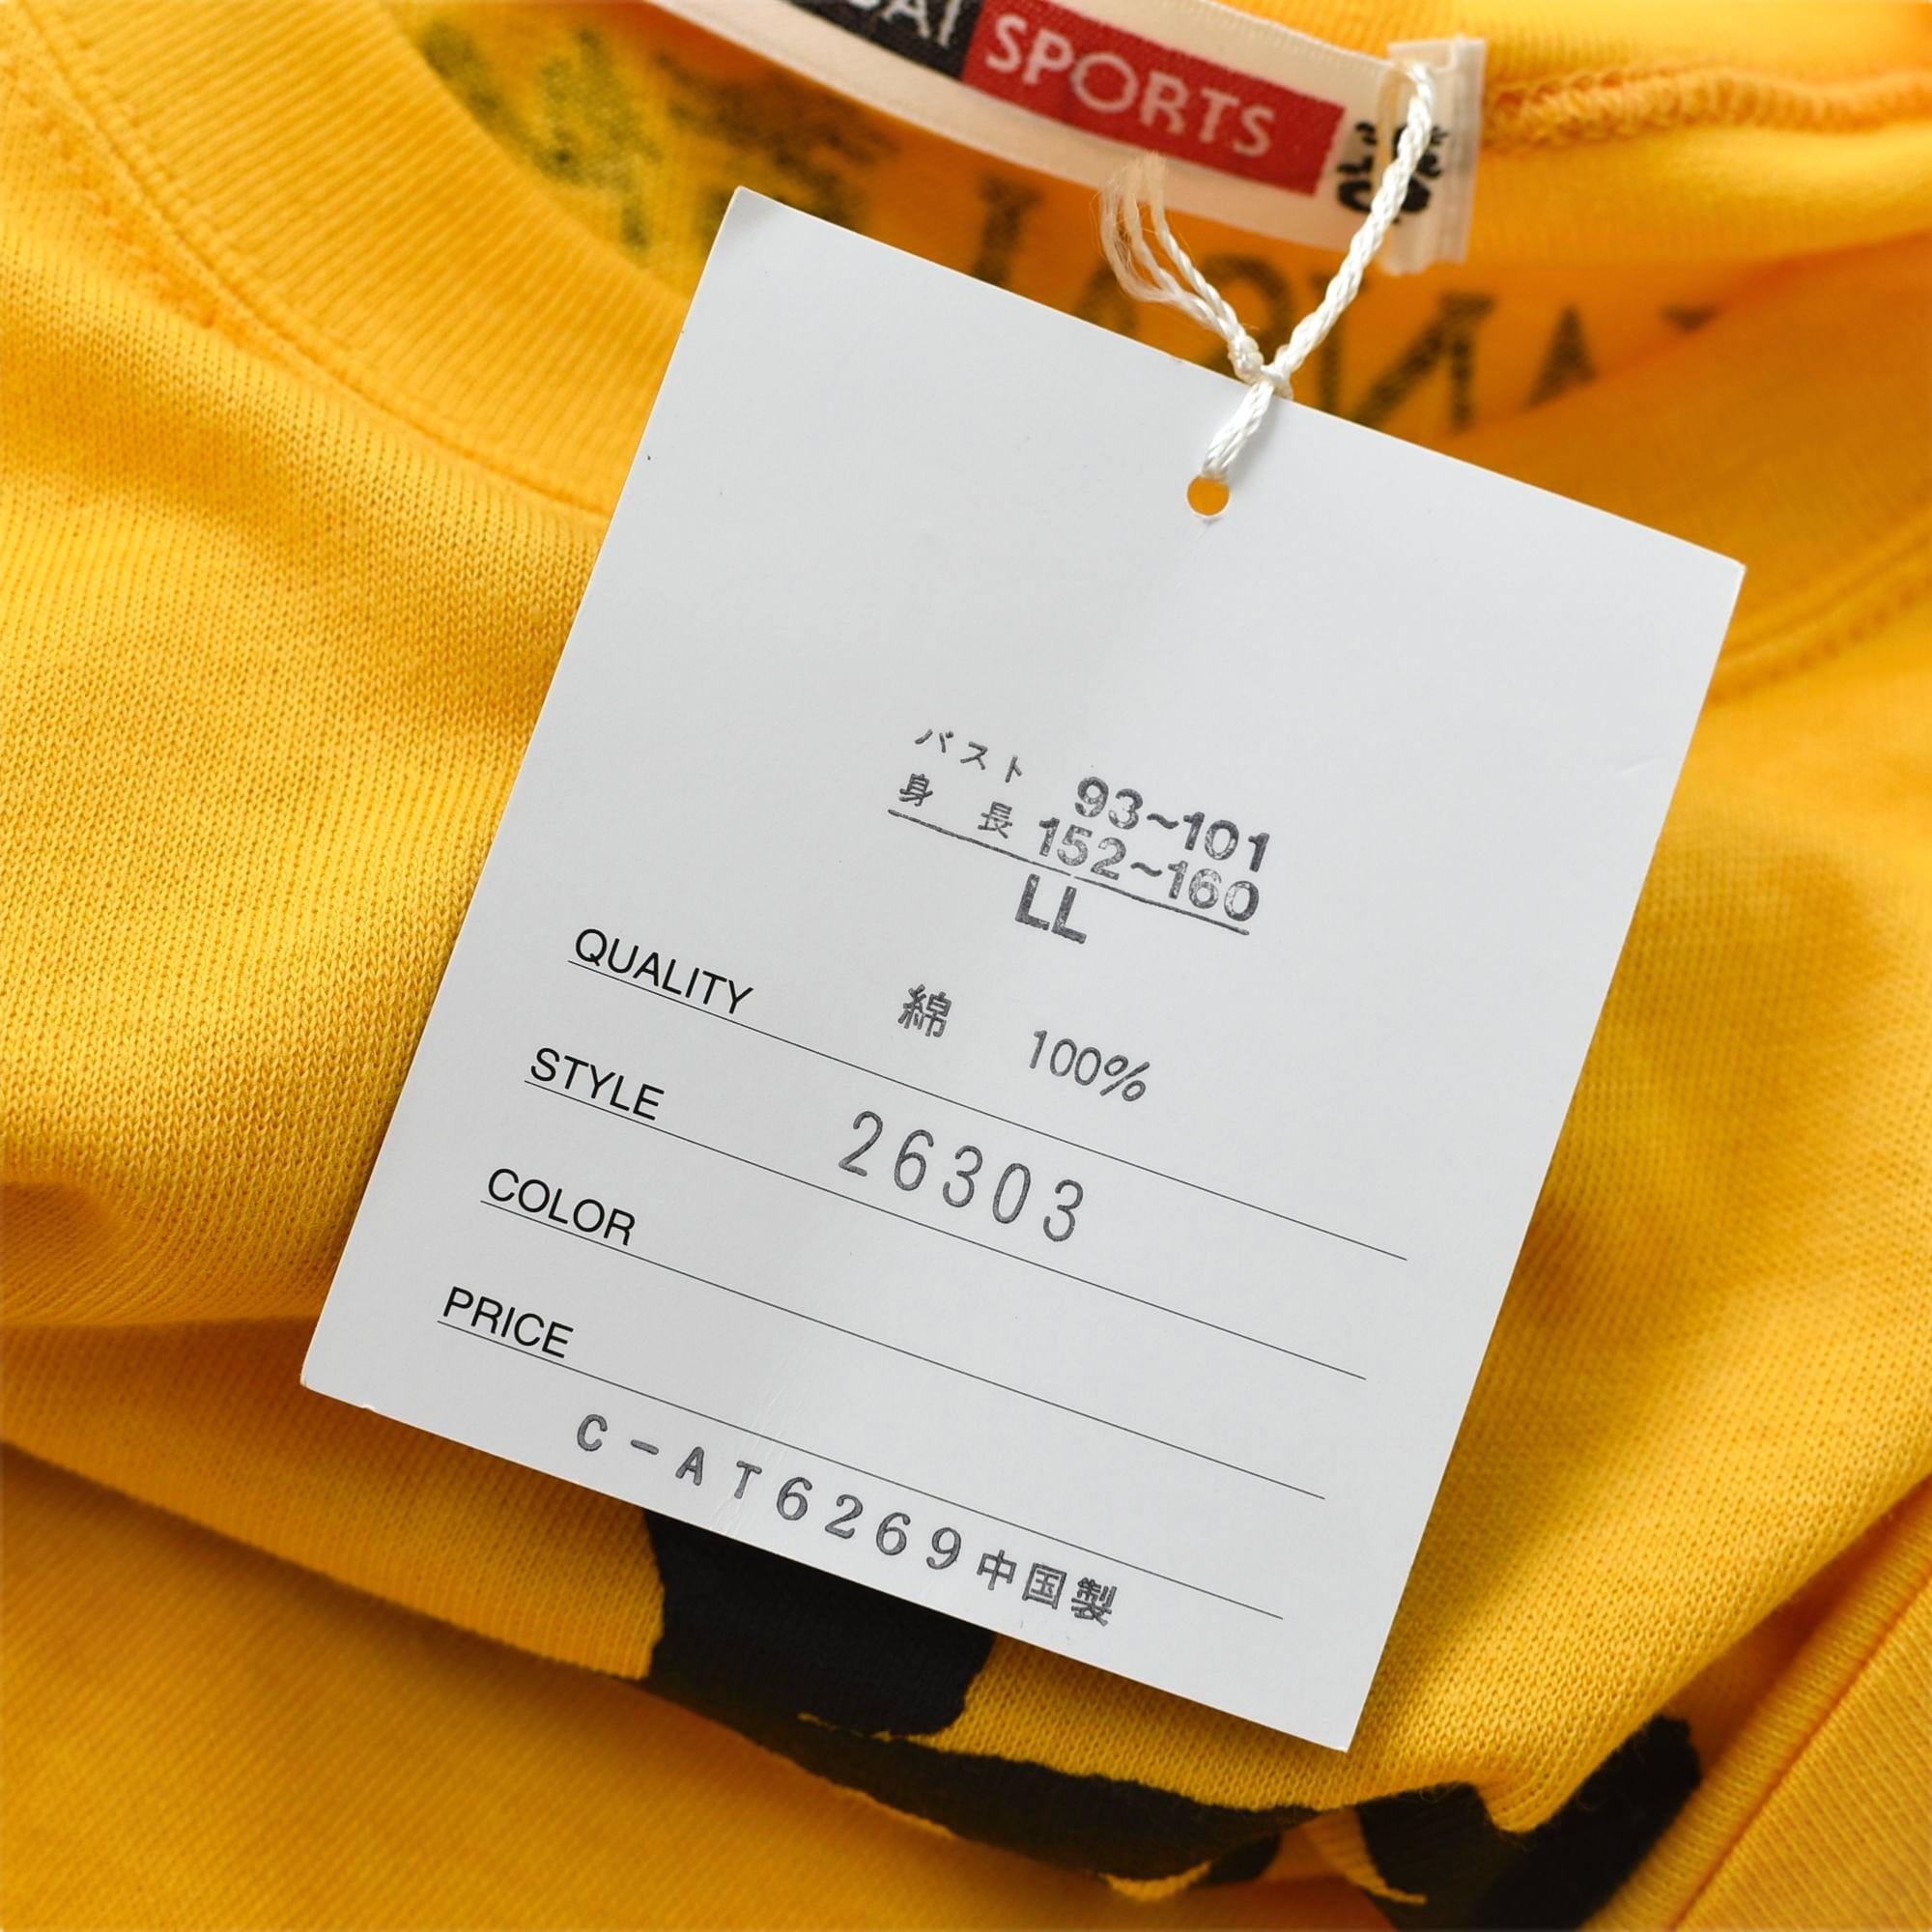 SPORTS
バスト 93~101
身長 152~160
LL
QUALITY 綿 100%
STYLE 26303
COLOR
PRICE
C-AT6269中国製